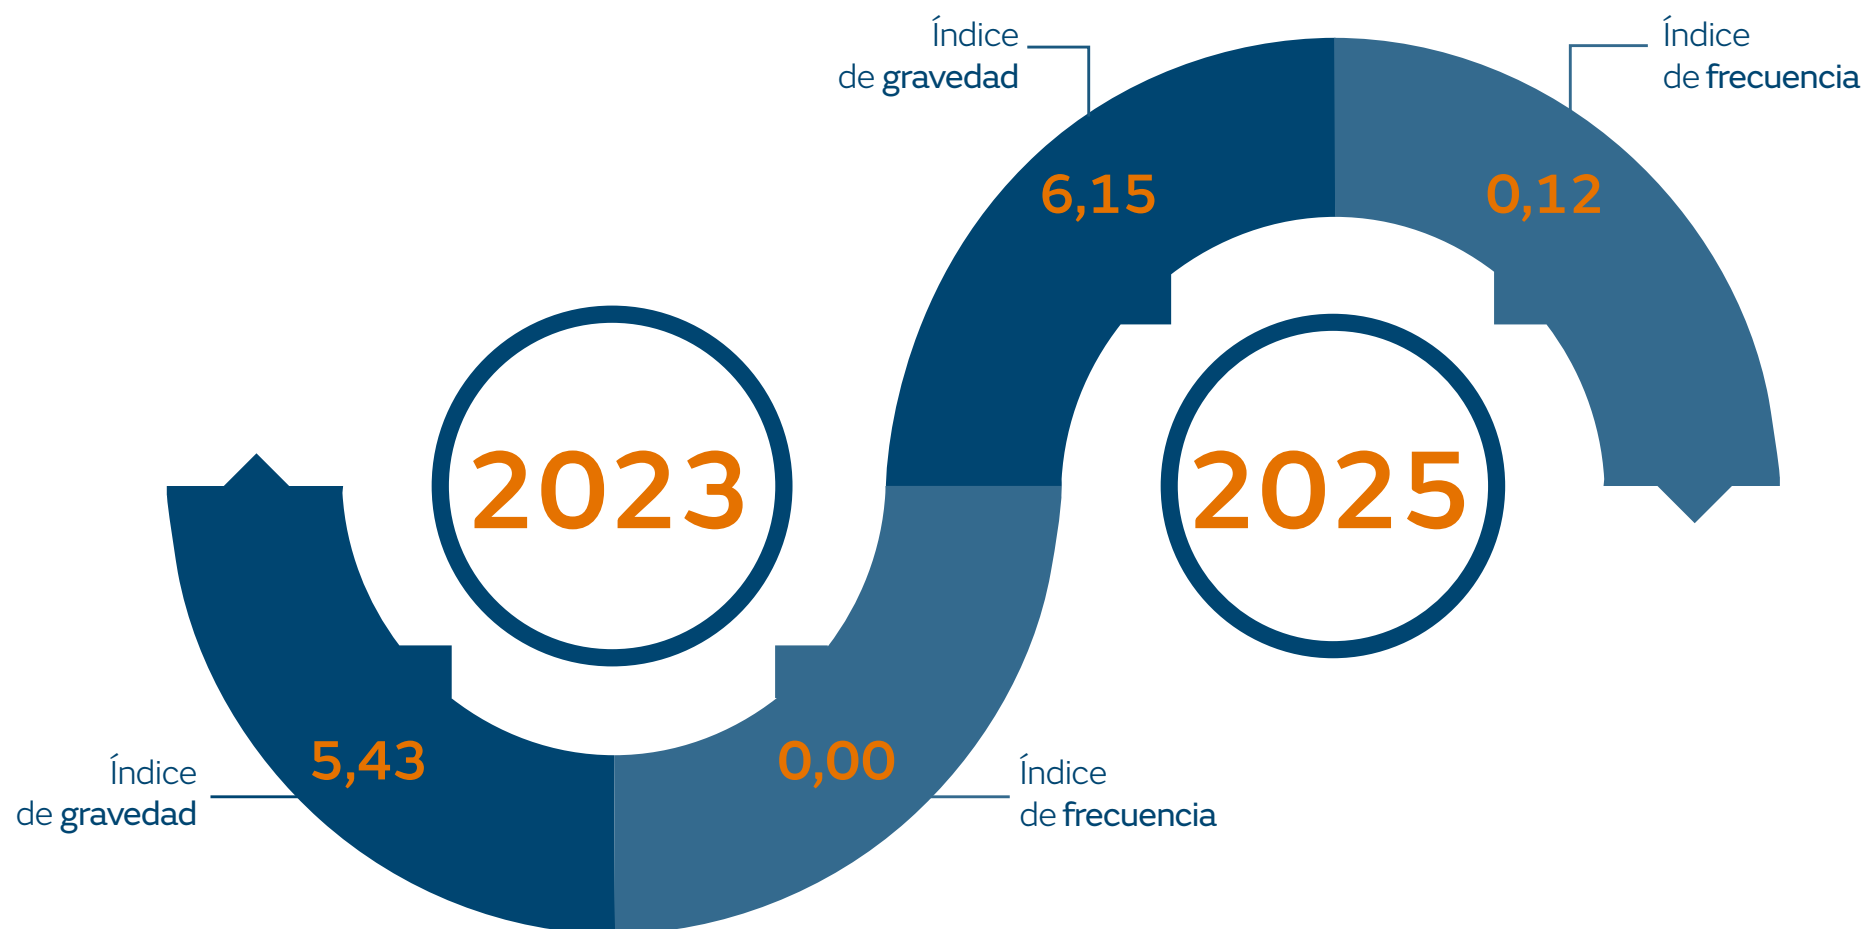 Índice
de gravedad
Índice
de frecuencia
6,15
0,12
2023
2025
5,43
0,00
Índice
de gravedad
Índice
de frecuencia